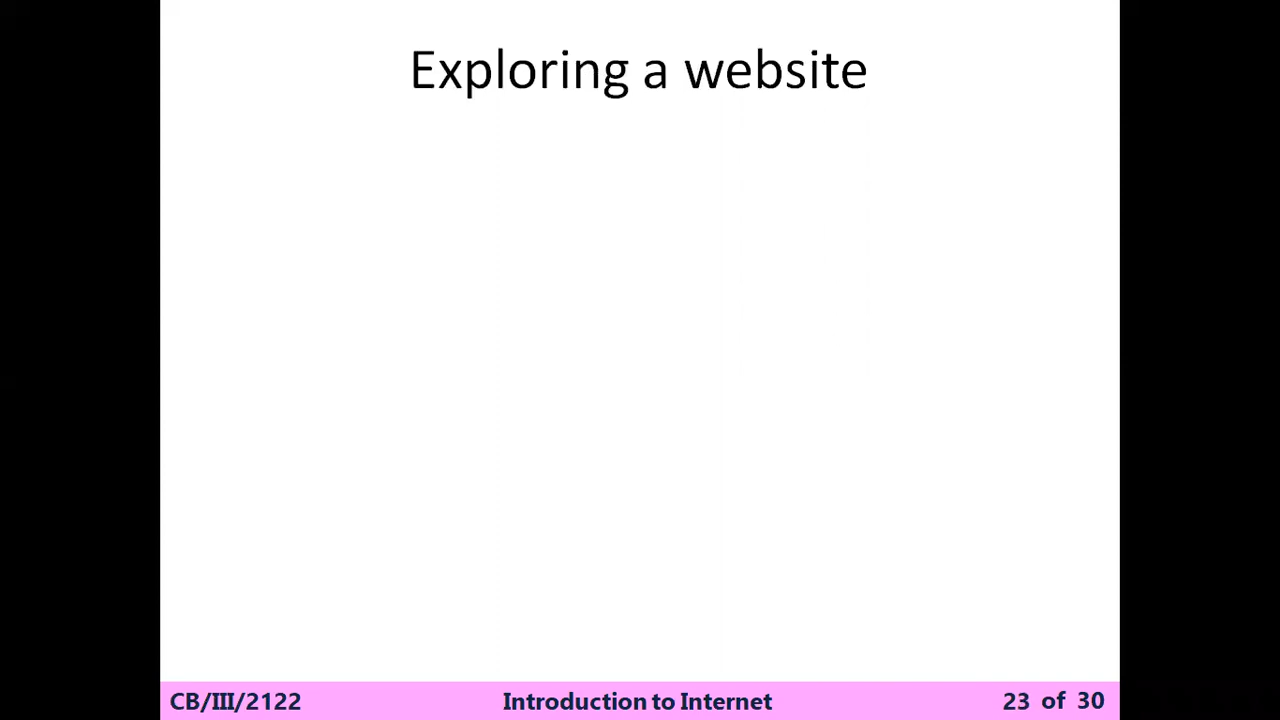 Exploring a website
CB/III/2122 Introduction to Internet 23 of 30